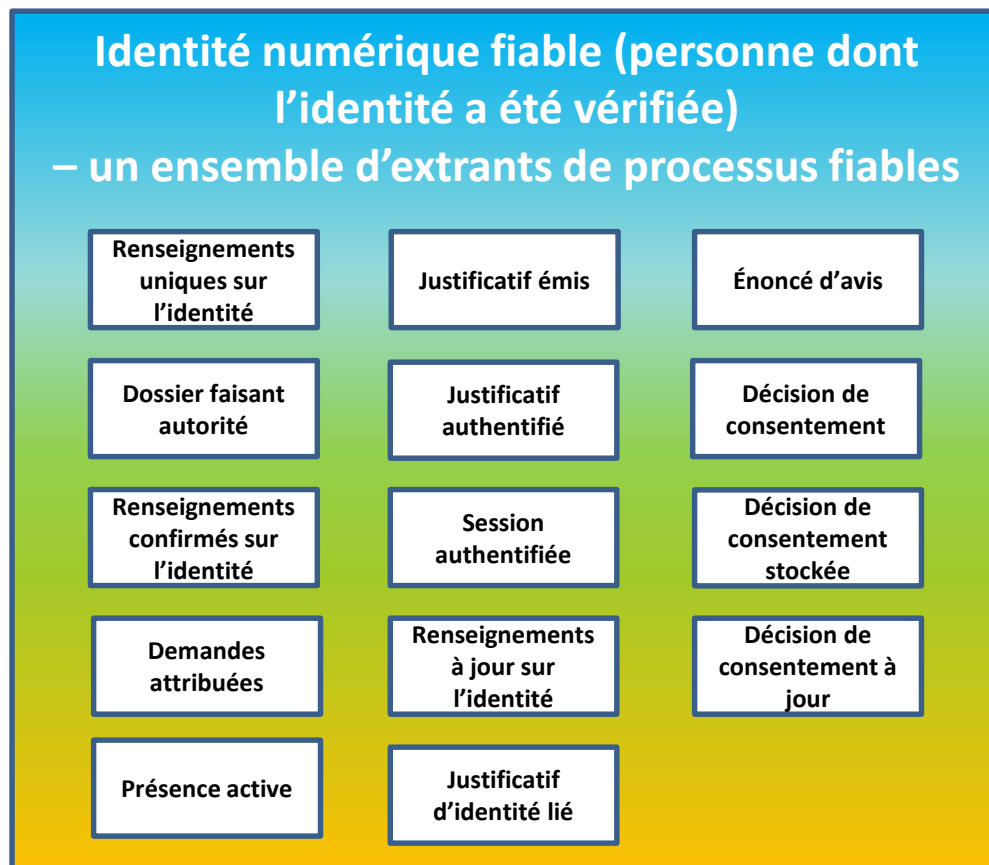 Identité numérique fiable (personne dont
l’identité a été vérifiée)
– un ensemble d’extrants de processus fiables
Renseignements
uniques sur
l’identité
Justificatif émis
Énoncé d’avis
Dossier faisant
autorité
Justificatif
authentifié
Décision de
consentement
Renseignements
confirmés sur
l’identité
Session
authentifiée
Décision de
consentement
stockée
Demandes
attribuées
Renseignements
à jour sur
l’identité
Décision de
consentement à
jour
Présence active
Justificatif
d’identité lié